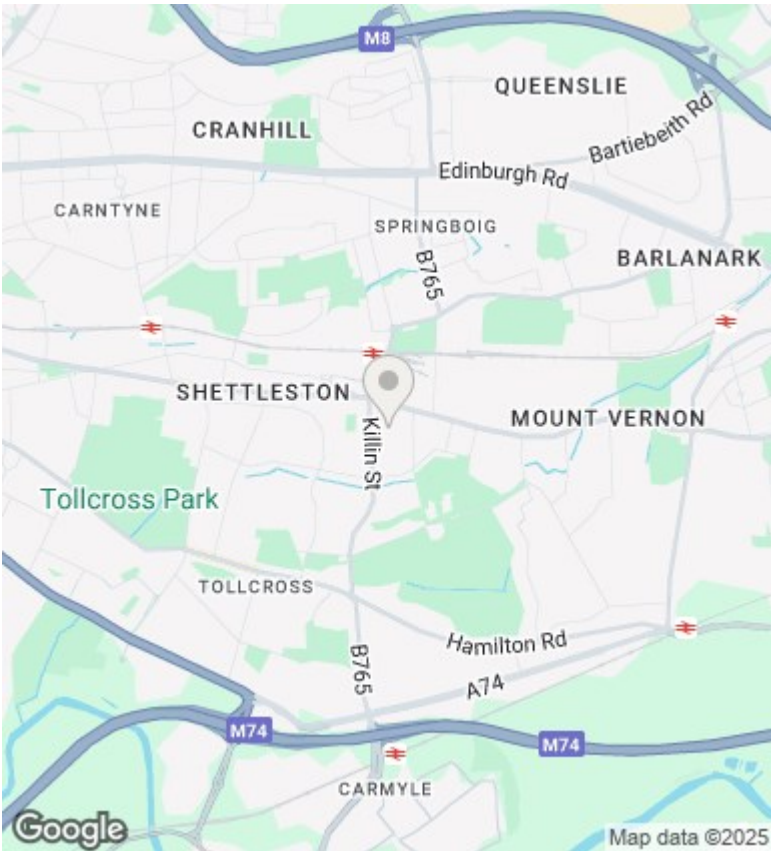 M8
QUEENSLIE
CRANHILL
Bartiebeith Rd
Edinburgh Rd
CARNTYNE
SPRINGBOIG
B765
BARLANARK
SHETTLESTON
MOUNT VERNON
Killin St
Tollcross Park
TOLLCROSS
Hamilton Rd
B765
A74
M74
M74
CARMYLE
Google
Map data ©2025